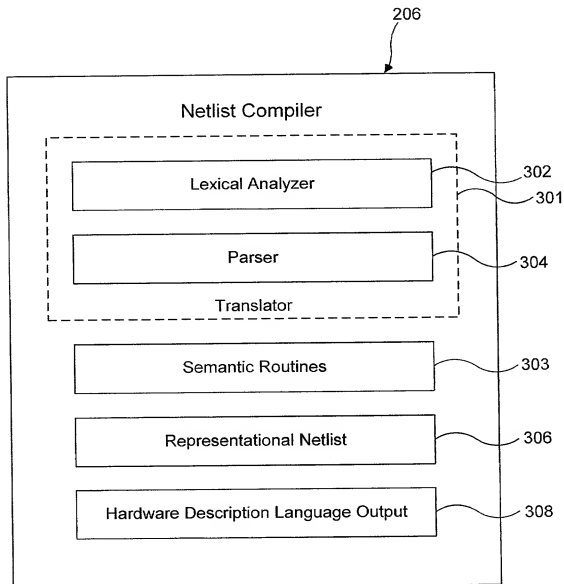 206
Netlist Compiler
Lexical Analyzer
302
301
Parser
304
Translator
Semantic Routines
303
Representational Netlist
306
Hardware Description Language Output
308